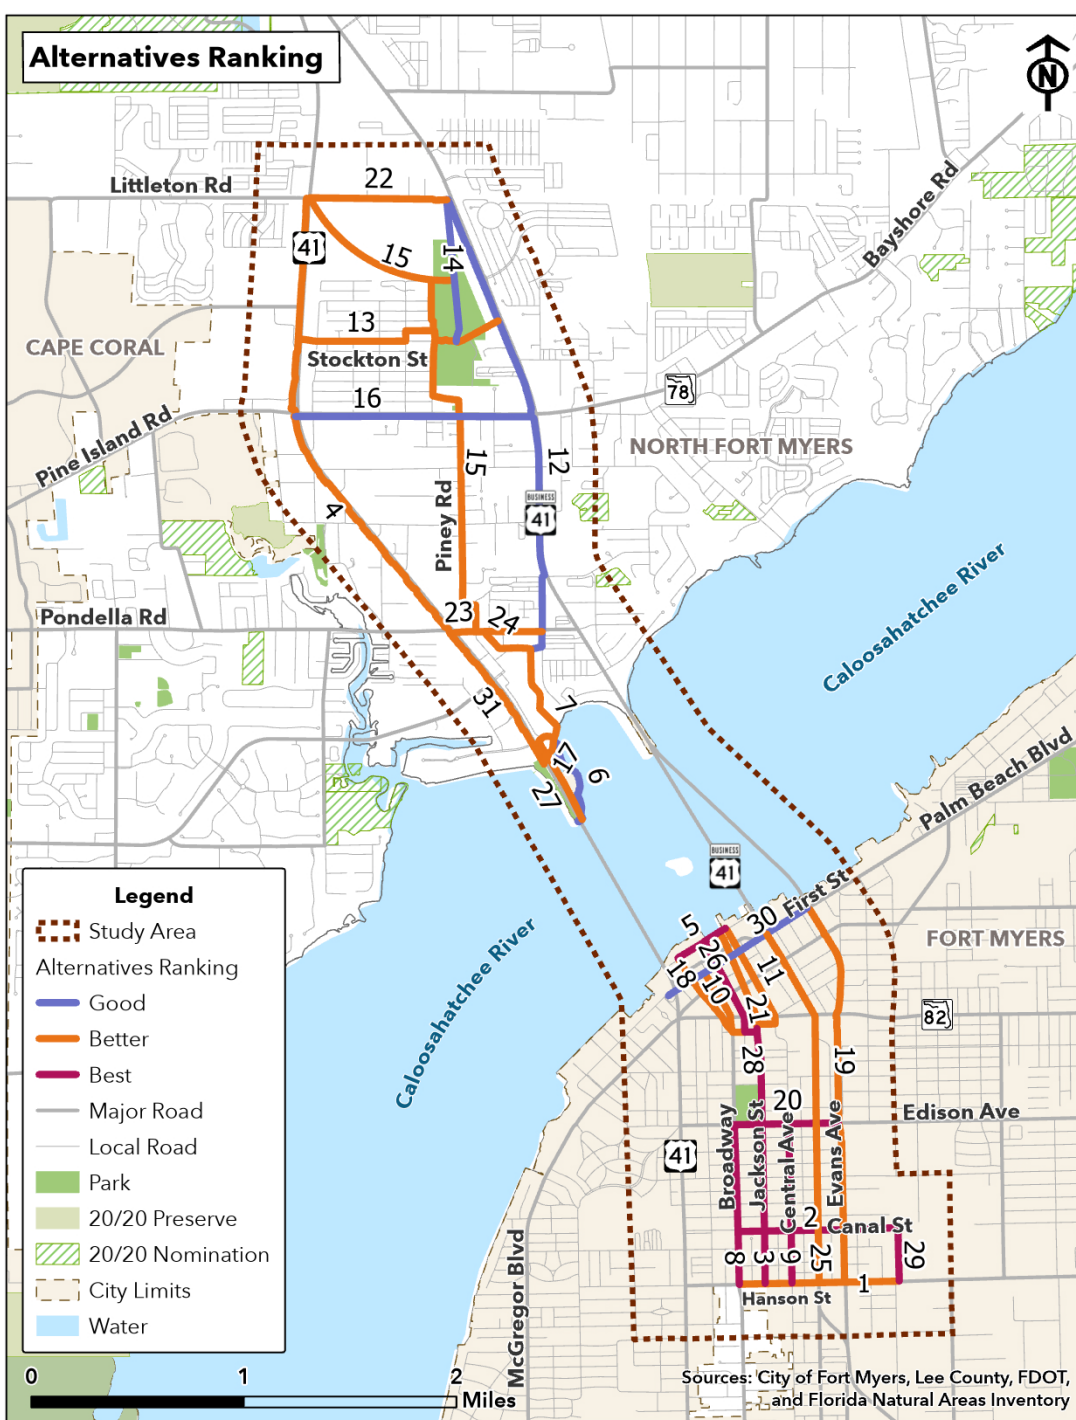 Alternatives Ranking
N
Littleton Rd
22
41
15
14
Bayshore Rd
13
Stockton St
CAPE CORAL
16
78
Pine Island Rd
NORTH FORT MYERS
15
12
4
Piney Rd
BUSINESS
41
Pondella Rd
23
24
Caloosahatchee River
31
7
17
6
27
Palm Beach Blvd
BUSINESS
41
First St
5
30
26
18
10
11
21
FORT MYERS
82
Caloosahatchee River
28
19
20
Edison Ave
Broadway
Jackson St
Central Ave
Evans Ave
41
2
Canal St
8
3
9
25
29
1
Hanson St
McGregor Blvd
Legend
Study Area
Alternatives Ranking
Good
Better
Best
Major Road
Local Road
Park
20/20 Preserve
20/20 Nomination
City Limits
Water
0
1
2
Miles
Sources: City of Fort Myers, Lee County, FDOT,
and Florida Natural Areas Inventory